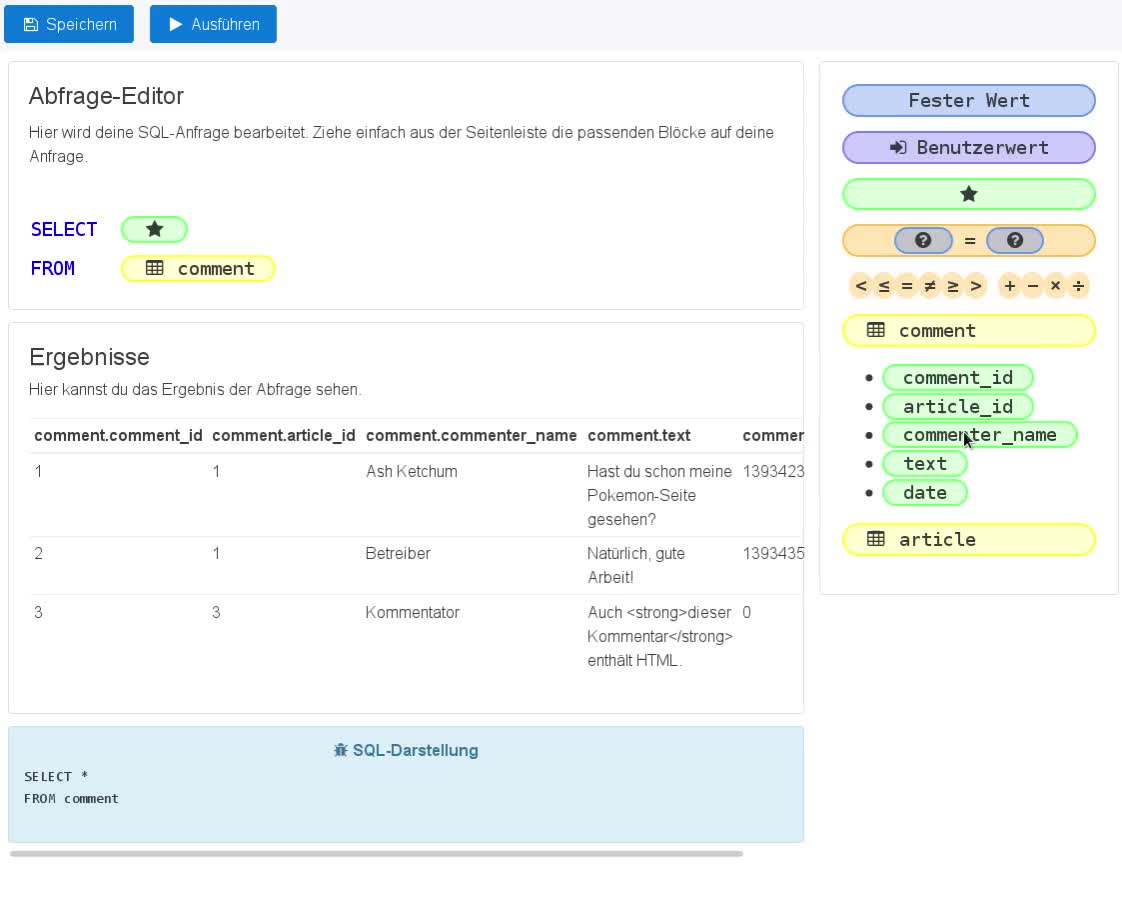 Speichern Ausführen
Abfrage-Editor
Hier wird deine SQL-Anfrage bearbeitet. Ziehe einfach aus der Seitenleiste die passenden Blöcke auf deine
Anfrage.
SELECT
FROM comment
Ergebnisse
Hier kannst du das Ergebnis der Abfrage sehen.
comment.comment_id comment.article_id comment.commenter_name comment.text
1 1 Ash Ketchum Hast du schon meine 1393423
Pokemon-Seite
gesehen?
2 1 Betreiber Natürlich, gute 1393435
Arbeit!
3 3 Kommentator Auch <strong>dieser 0
Kommentar</strong>
enthält HTML.
SQL-Darstellung
SELECT *
FROM comment
Fester Wert
Benutzerwert
? = ?
< ≤ = ≠ ≥ > + − × ÷
comment
comment_id
article_id
commenter_name
text
date
article